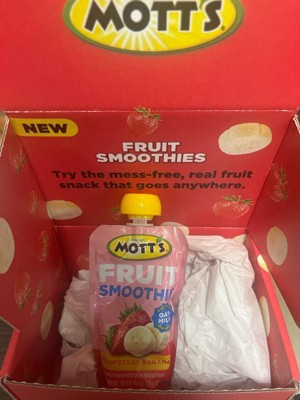 MOTT'S
NEW
FRUIT
SMOOTHIES
Try the mess-free, real fruit
snack that goes anywhere.
MOTT'S
FRUIT
SMOOTHIE
OAT
MILK
STRAWBERRY BANANA